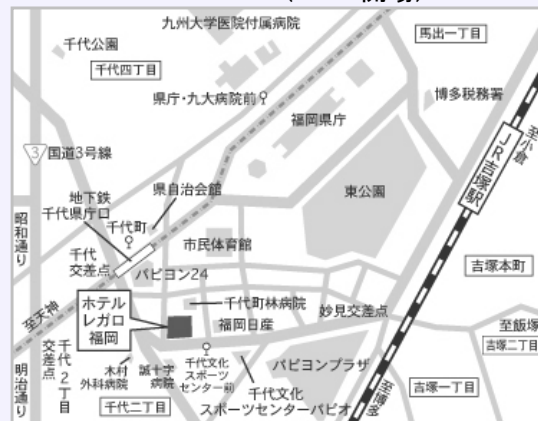 九州大学医院付属病院
馬出一丁目
千代公園
千代四丁目
県庁・九大病院前
博多税務署
福岡県庁
3
国道3号線
至小倉
JR吉塚駅
県自治会館
東公園
地下鉄
千代県庁口
千代町
昭和通り
市民体育館
千代
交差点
パピヨン24
吉塚本町
ホテル
レガロ
福岡
千代町林病院
妙見交差点
至天神
福岡日産
至飯塚
吉塚二丁目
千代2丁目
交差点
明治通り
木村
外科病院
誠十字
病院
千代文化
スポーツ
センター前
パピヨンプラザ
至博多
吉塚一丁目
千代二丁目
千代文化
スポーツセンターパピオ